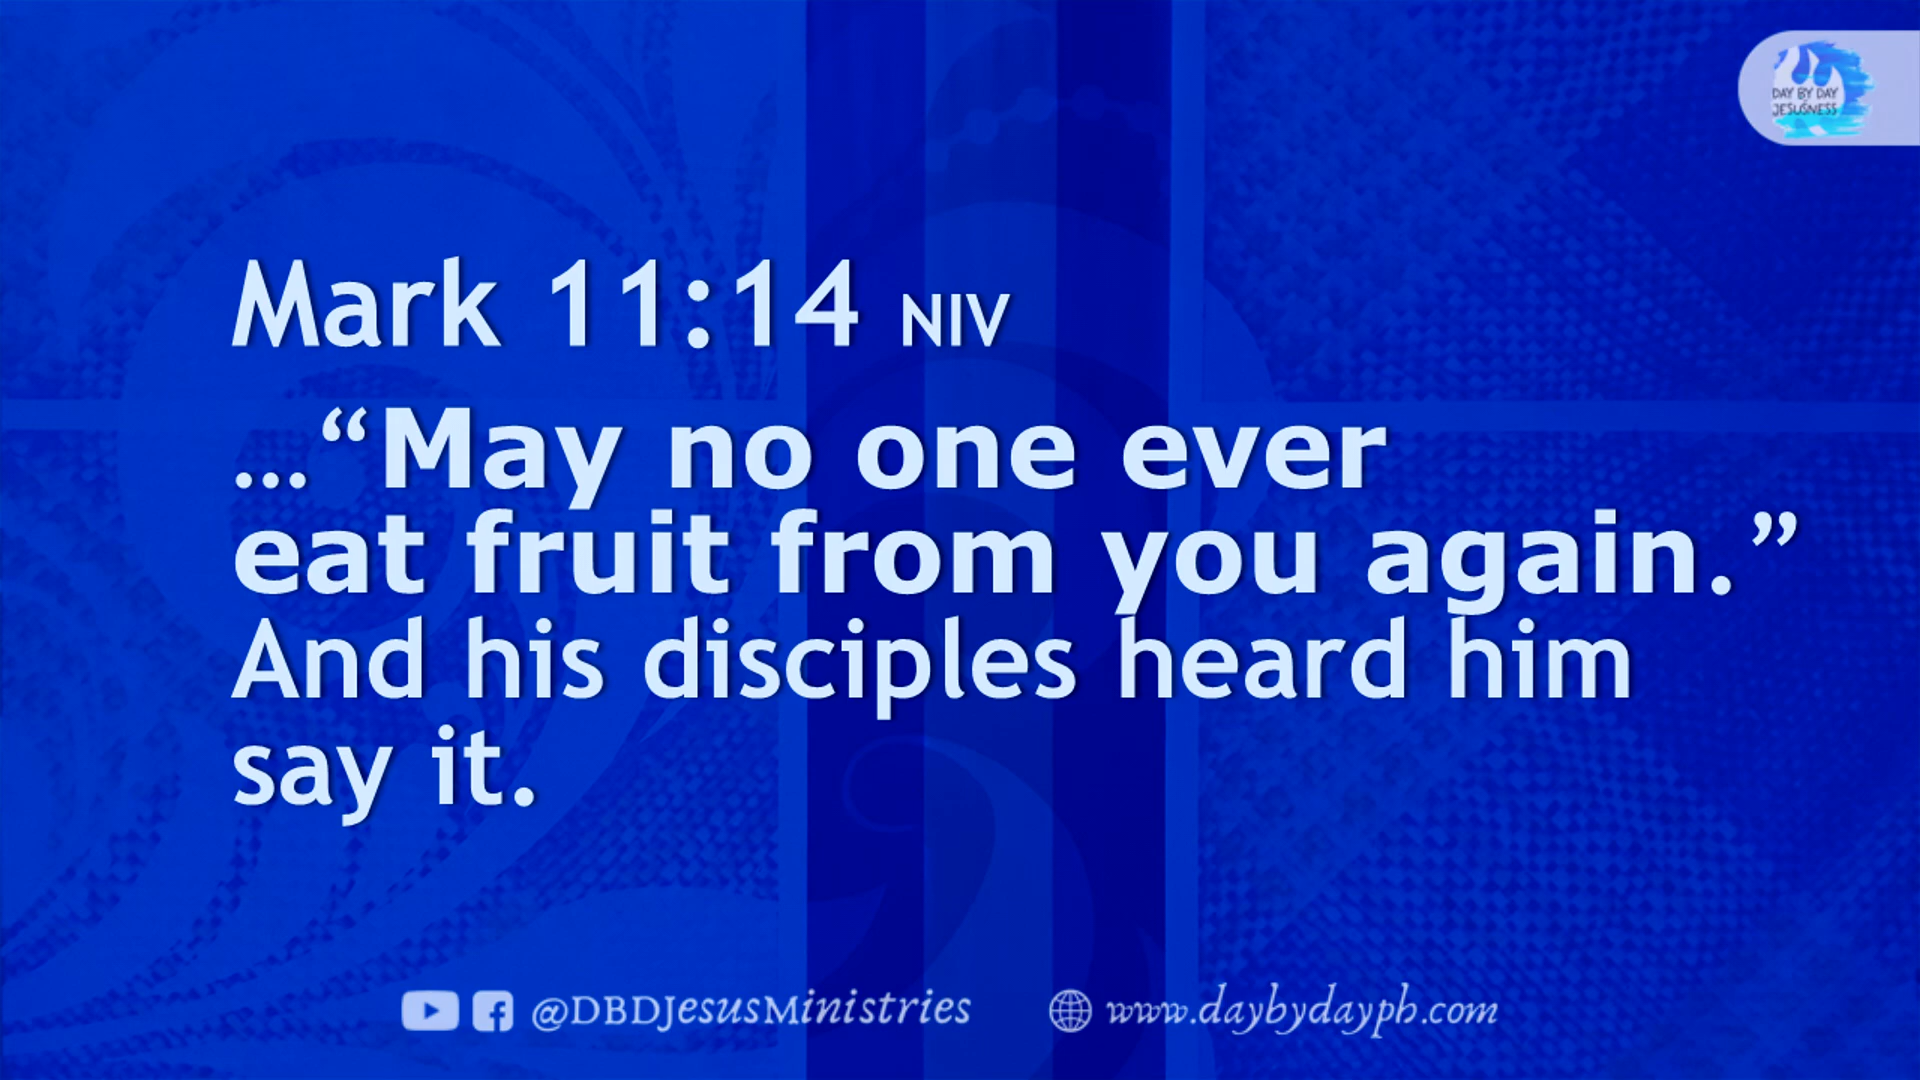 DAY BY DAY
JESUSNESS
Mark 11:14 NIV
…“May no one ever
eat fruit from you again.”
And his disciples heard him
say it.
@DBDJesusMinistries www.daybydayph.com